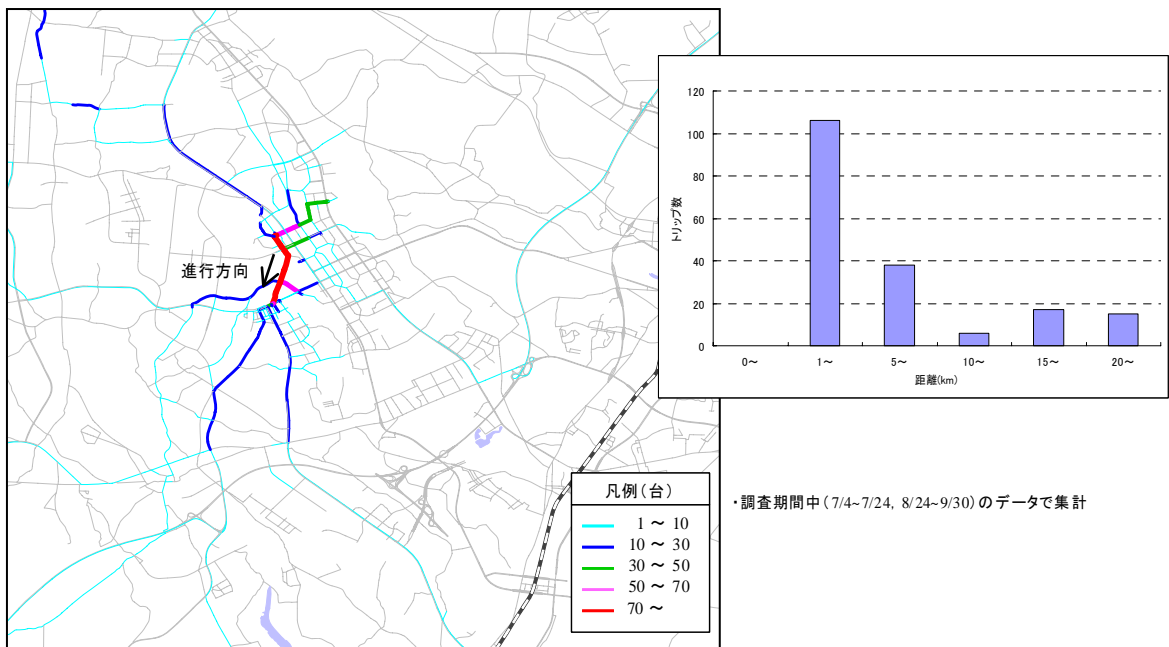 進行方向
凡例(台)
1 ～ 10
10 ～ 30
30 ～ 50
50 ～ 70
70 ～
トリップ数
120
100
80
60
40
20
0
0～
1～
5～
10～
15～
20～
距離(km)
・調査期間中(7/4~7/24, 8/24~9/30)のデータで集計